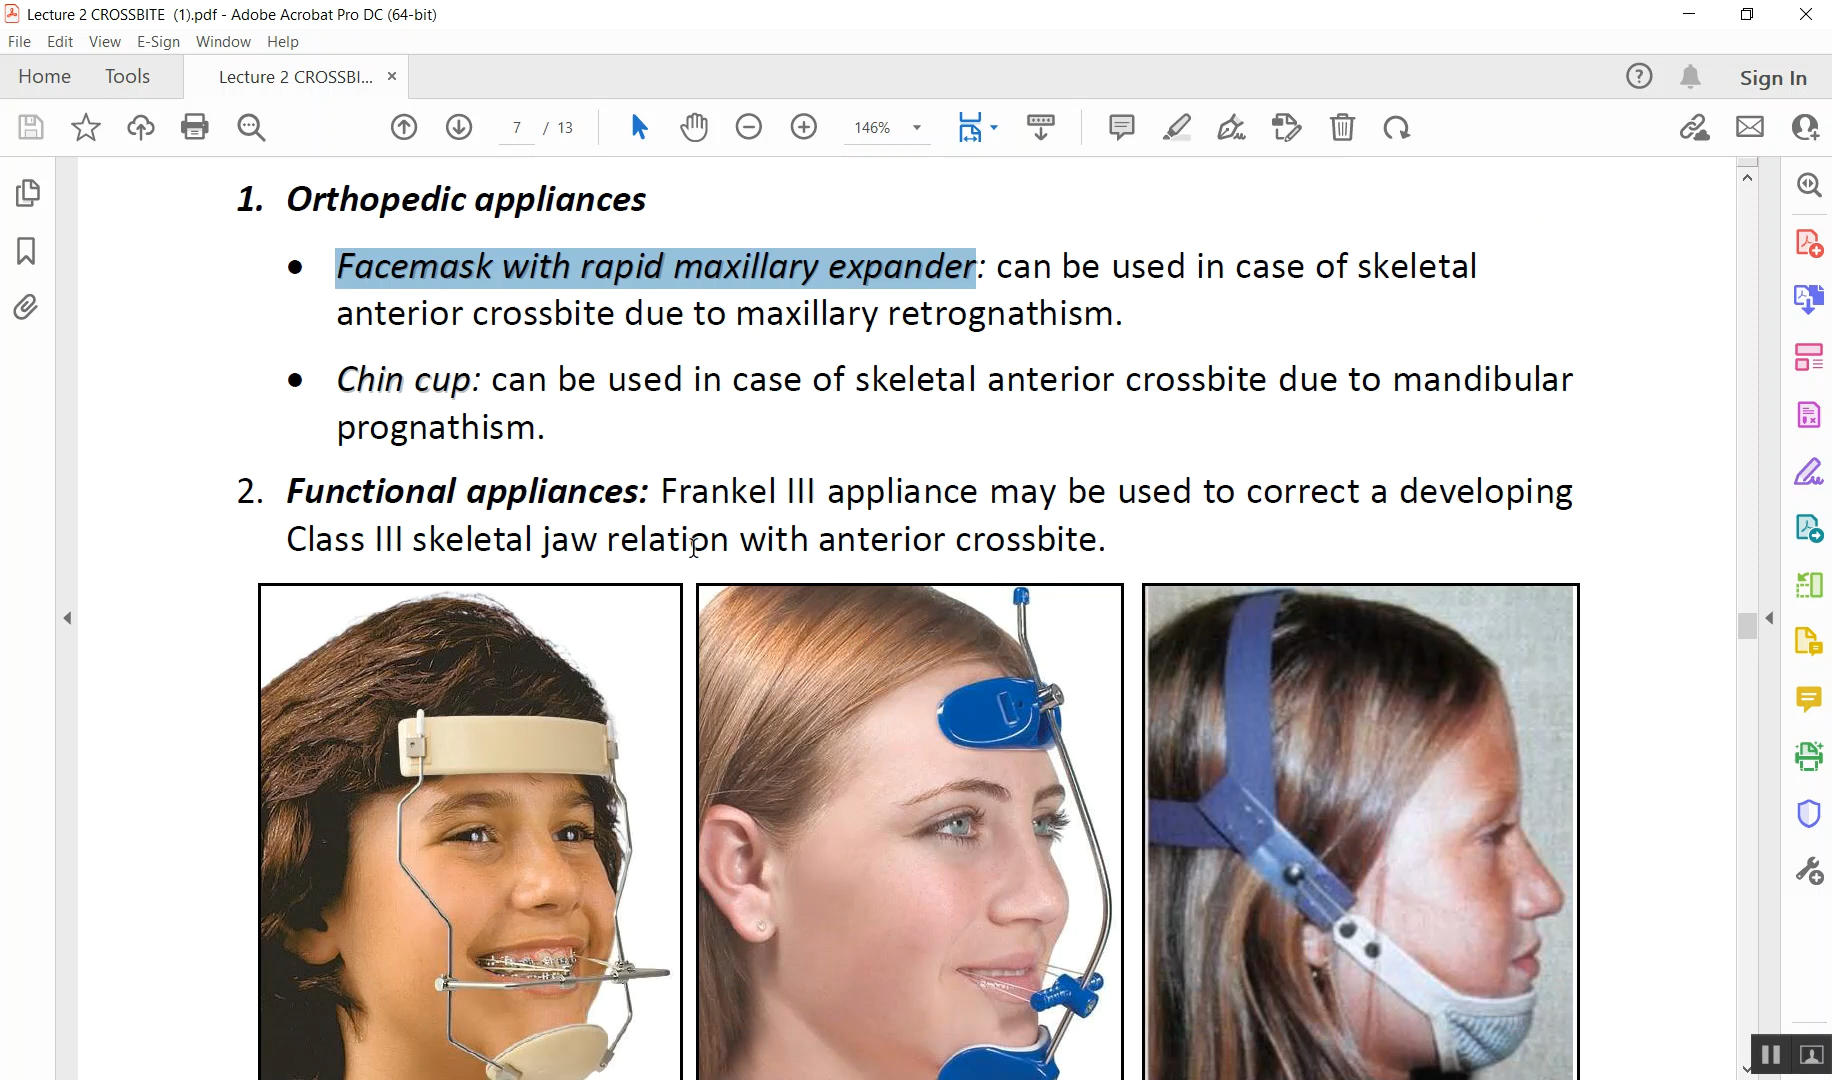 Lecture 2 CROSSBITE (1).pdf - Adobe Acrobat Pro DC (64-bit)
File Edit View E-Sign Window Help
Home Tools Lecture 2 CROSSBI... × Sign In
7 / 13 146%
1. Orthopedic appliances
• Facemask with rapid maxillary expander: can be used in case of skeletal
anterior crossbite due to maxillary retrognathism.
• Chin cup: can be used in case of skeletal anterior crossbite due to mandibular
prognathism.
2. Functional appliances: Frankel III appliance may be used to correct a developing
Class III skeletal jaw relation with anterior crossbite.